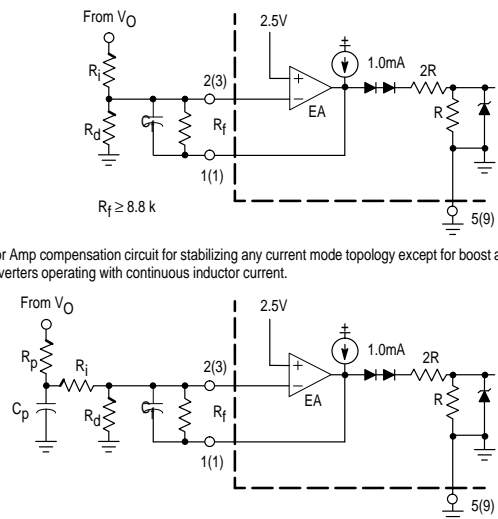 From VO
2.5V
1.0mA
Ri
2R
2(3)
Rd
Rf
EA
R
1(1)
Rf ≥ 8.8 k
5(9)
or Amp compensation circuit for stabilizing any current mode topology except for boost a
verters operating with continuous inductor current.
From VO
2.5V
1.0mA
Rp
Ri
2R
2(3)
Cp
Rd
Rf
EA
R
1(1)
5(9)